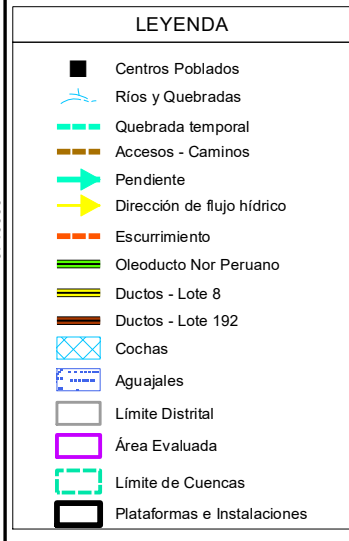 LEYENDA
Centros Poblados
Ríos y Quebradas
Quebrada temporal
Accesos - Caminos
Pendiente
Dirección de flujo hídrico
Escurrimiento
Oleoducto Nor Peruano
Ductos - Lote 8
Ductos - Lote 192
Cochas
Aguajales
Límite Distrital
Área Evaluada
Límite de Cuencas
Plataformas e Instalaciones